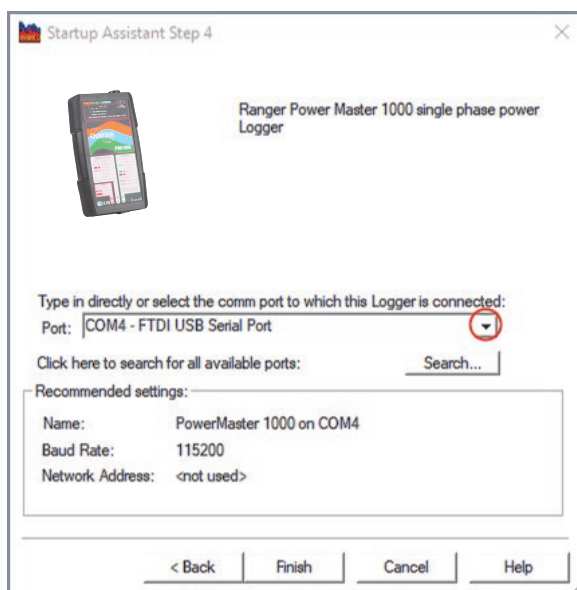 Startup Assistant Step 4
Ranger Power Master 1000 single phase power
Logger
Type in directly or select the comm port to which this Logger is connected:
Port: COM4 - FTDI USB Serial Port
Click here to search for all available ports: Search...
Recommended settings:
Name: PowerMaster 1000 on COM4
Baud Rate: 115200
Network Address: <not used>
< Back Finish Cancel Help